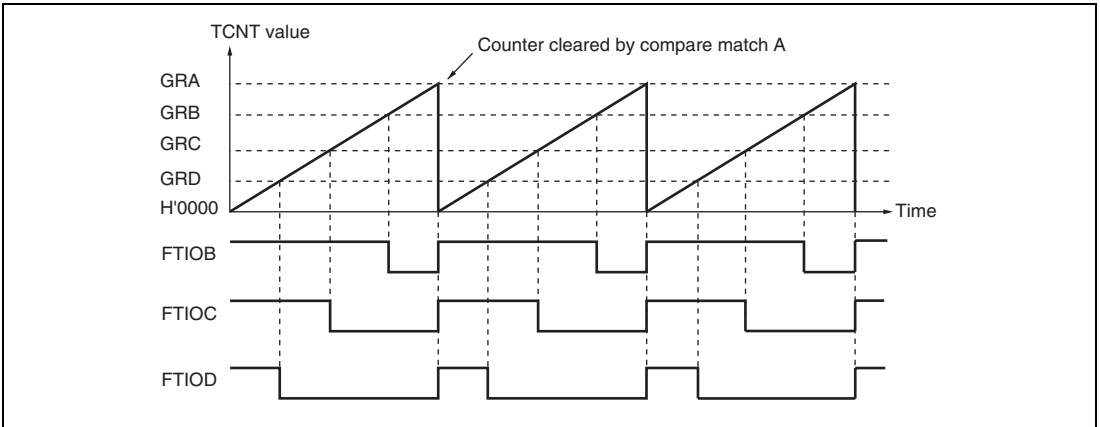 TCNT value
Counter cleared by compare match A
GRA
GRB
GRC
GRD
H'0000
Time
FTIOB
FTIOC
FTIOD